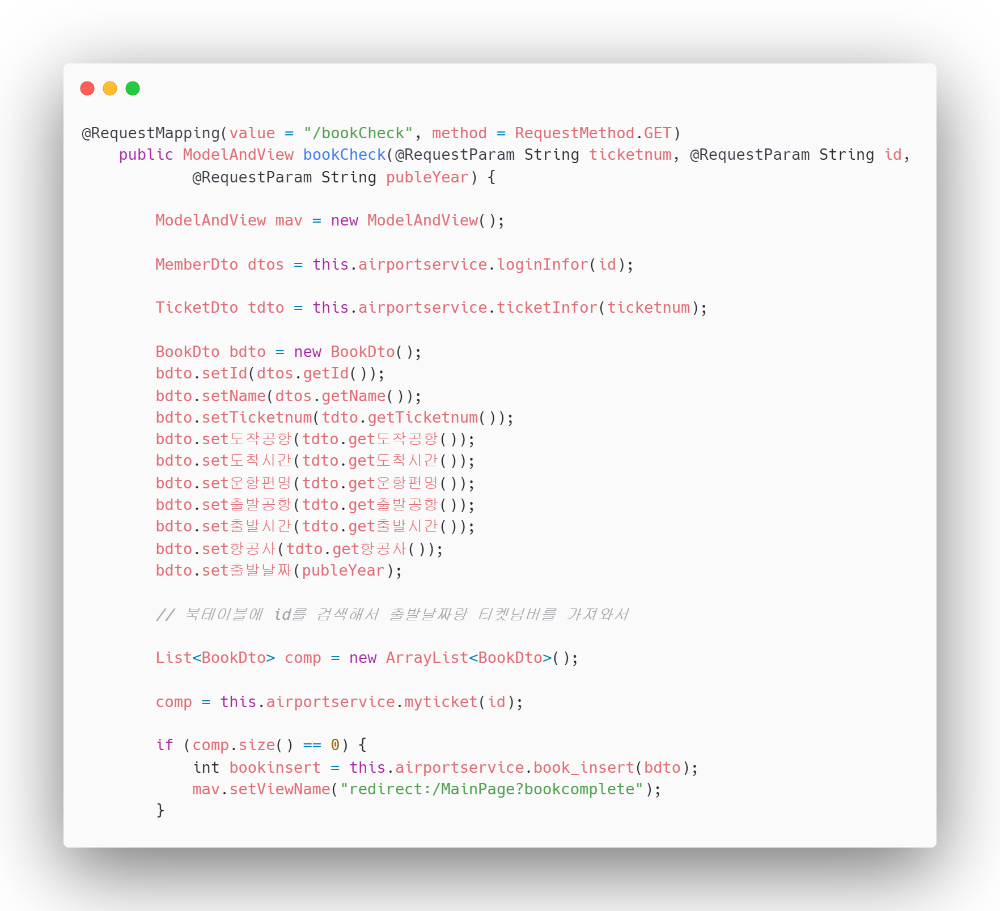 @RequestMapping(value = "/bookCheck", method = RequestMethod.GET)
public ModelAndView bookCheck(@RequestParam String ticketnum, @RequestParam String id,
@RequestParam String publeYear) {
ModelAndView mav = new ModelAndView();
MemberDto dtos = this.airportservice.loginInfor(id);
TicketDto tdto = this.airportservice.ticketInfor(ticketnum);
BookDto bdto = new BookDto();
bdto.setId(dtos.getId());
bdto.setName(dtos.getName());
bdto.setTicketnum(tdto.getTicketnum());
bdto.set도착공항(tdto.get도착공항());
bdto.set도착시간(tdto.get도착시간());
bdto.set운항편명(tdto.get운항편명());
bdto.set출발공항(tdto.get출발공항());
bdto.set출발시간(tdto.get출발시간());
bdto.set항공사(tdto.get항공사());
bdto.set출발날짜(publeYear);
// 북테이블에 id를 검색해서 출발날짜랑 티켓넘버를 가져와서
List<BookDto> comp = new ArrayList<BookDto>();
comp = this.airportservice.myticket(id);
if (comp.size() == 0) {
int bookinsert = this.airportservice.book_insert(bdto);
mav.setViewName("redirect:/MainPage?bookcomplete");
}